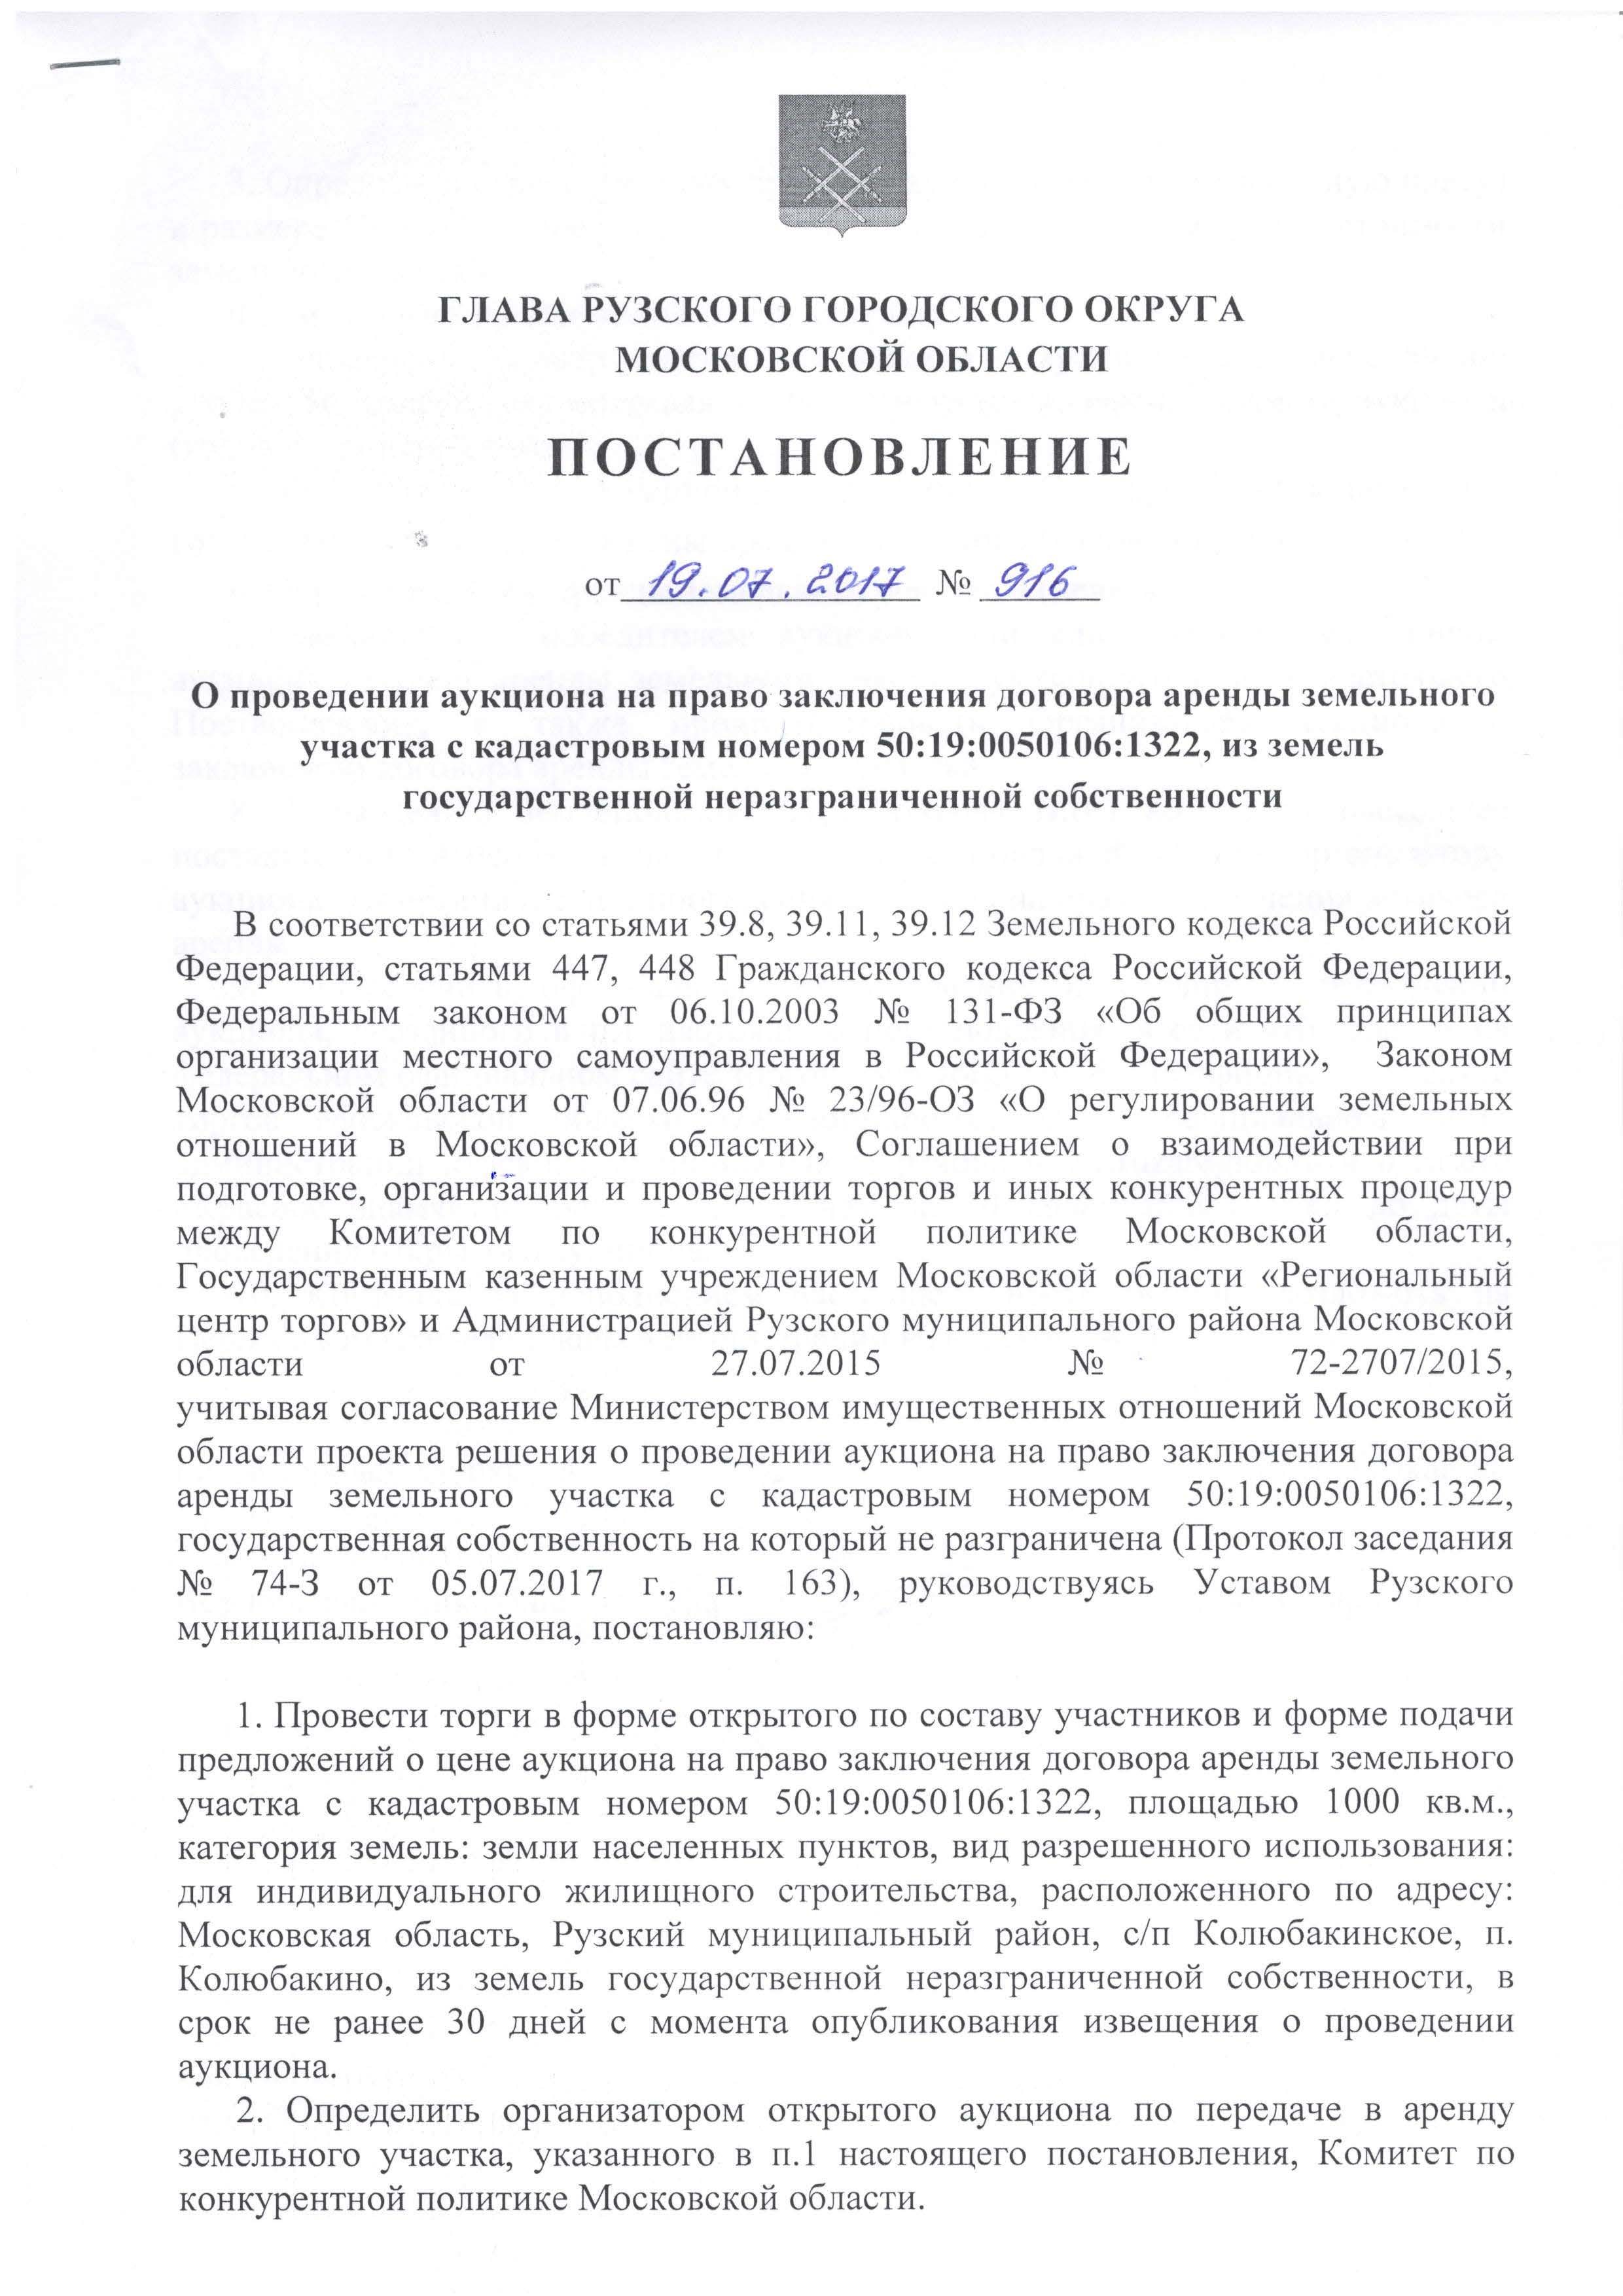 ГЛАВА РУЗСКОГО ГОРОДСКОГО ОКРУГА
МОСКОВСКОЙ ОБЛАСТИ
ПОСТАНОВЛЕНИЕ
от 19.07.2017 № 916
О проведении аукциона на право заключения договора аренды земельного
участка с кадастровым номером 50:19:0050106:1322, из земель
государственной неразграниченной собственности
В соответствии со статьями 39.8, 39.11, 39.12 Земельного кодекса Российской
Федерации, статьями 447, 448 Гражданского кодекса Российской Федерации,
Федеральным законом от 06.10.2003 № 131-ФЗ «Об общих принципах
организации местного самоуправления в Российской Федерации», Законом
Московской области от 07.06.96 № 23/96-ОЗ «О регулировании земельных
отношений в Московской области», Соглашением о взаимодействии при
подготовке, организации и проведении торгов и иных конкурентных процедур
между Комитетом по конкурентной политике Московской области,
Государственным казенным учреждением Московской области «Региональный
центр торгов» и Администрацией Рузского муниципального района Московской
области от 27.07.2015 № 72-2707/2015,
учитывая согласование Министерством имущественных отношений Московской
области проекта решения о проведении аукциона на право заключения договора
аренды земельного участка с кадастровым номером 50:19:0050106:1322,
государственная собственность на который не разграничена (Протокол заседания
№ 74-З от 05.07.2017 г., п. 163), руководствуясь Уставом Рузского
муниципального района, постановляю:
1. Провести торги в форме открытого по составу участников и форме подачи
предложений о цене аукциона на право заключения договора аренды земельного
участка с кадастровым номером 50:19:0050106:1322, площадью 1000 кв.м.,
категория земель: земли населенных пунктов, вид разрешенного использования:
для индивидуального жилищного строительства, расположенного по адресу:
Московская область, Рузский муниципальный район, с/п Колюбакинское, п.
Колюбакино, из земель государственной неразграниченной собственности, в
срок не ранее 30 дней с момента опубликования извещения о проведении
аукциона.
2. Определить организатором открытого аукциона по передаче в аренду
земельного участка, указанного в п.1 настоящего постановления, Комитет по
конкурентной политике Московской области.